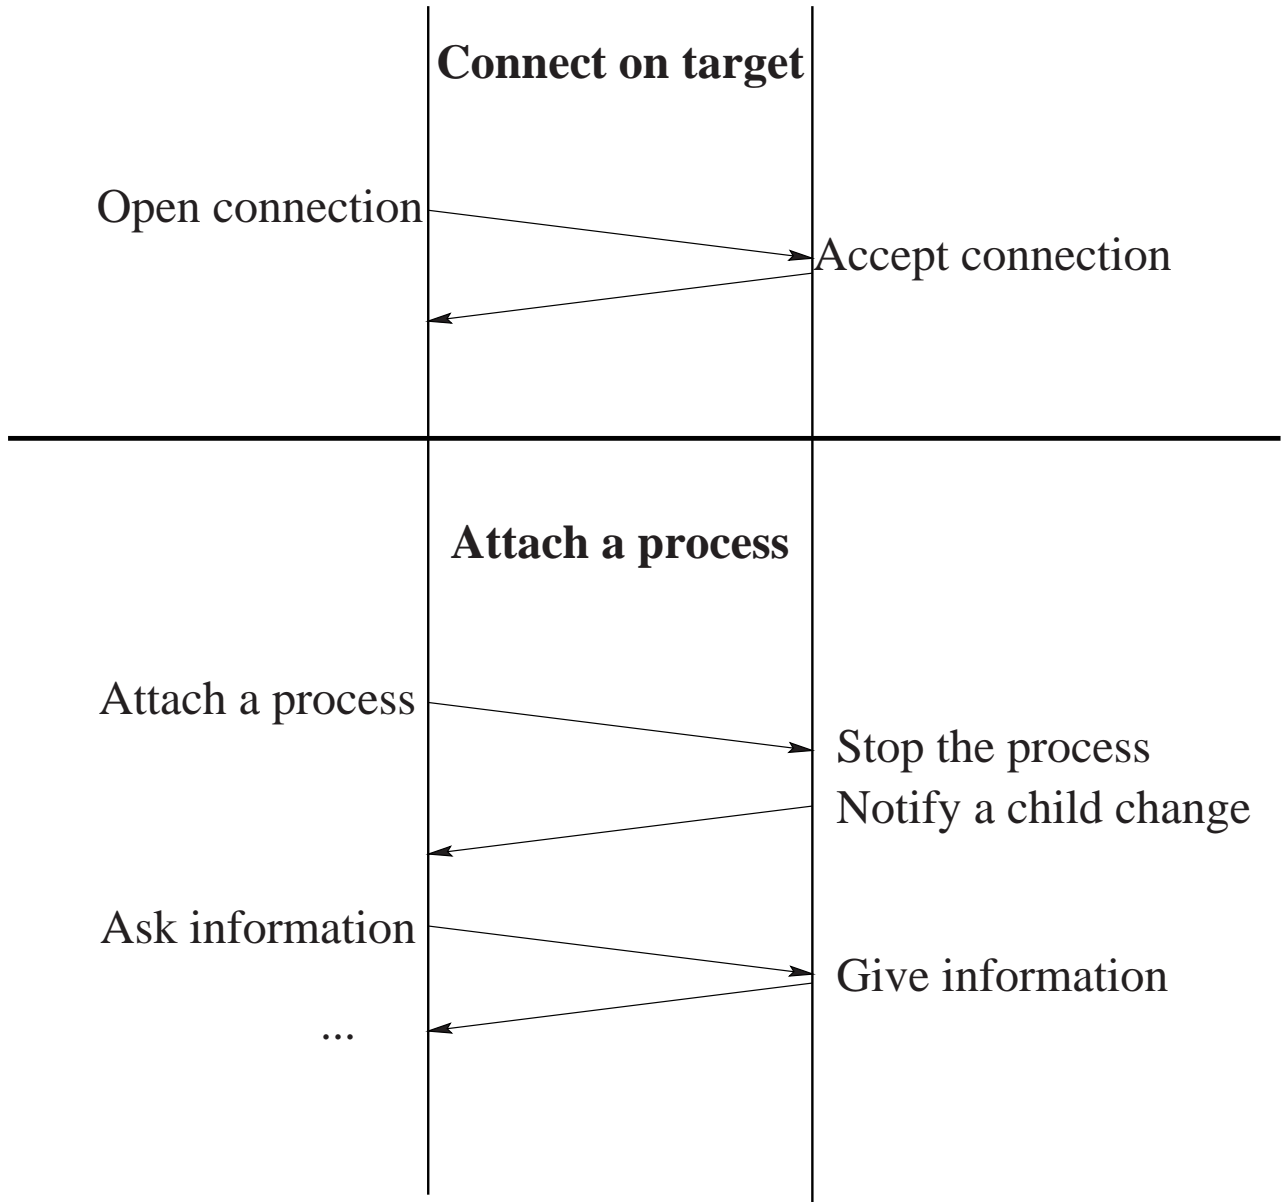 Connect on target
Open connection
Accept connection
Attach a process
Attach a process
Stop the process
Notify a child change
Ask information
Give information
...